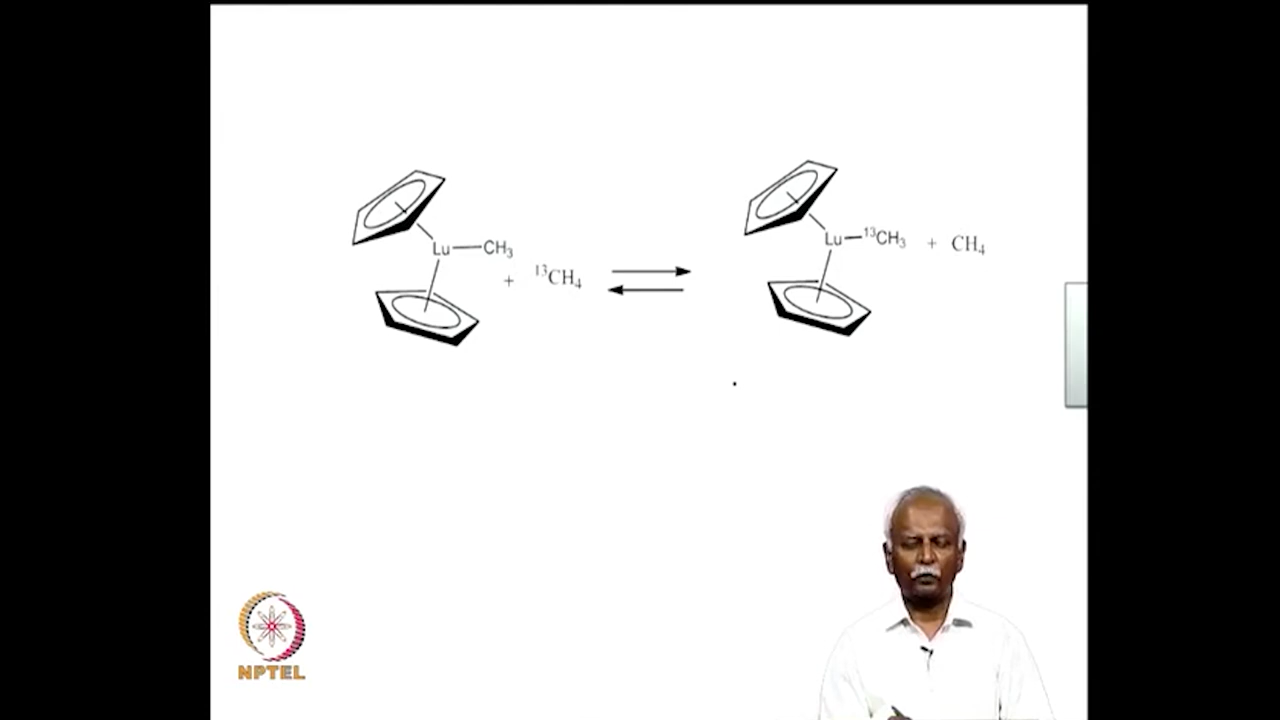 Lu—CH₃ + ¹³CH₄ ⇌ Lu—¹³CH₃ + CH₄
NPTEL